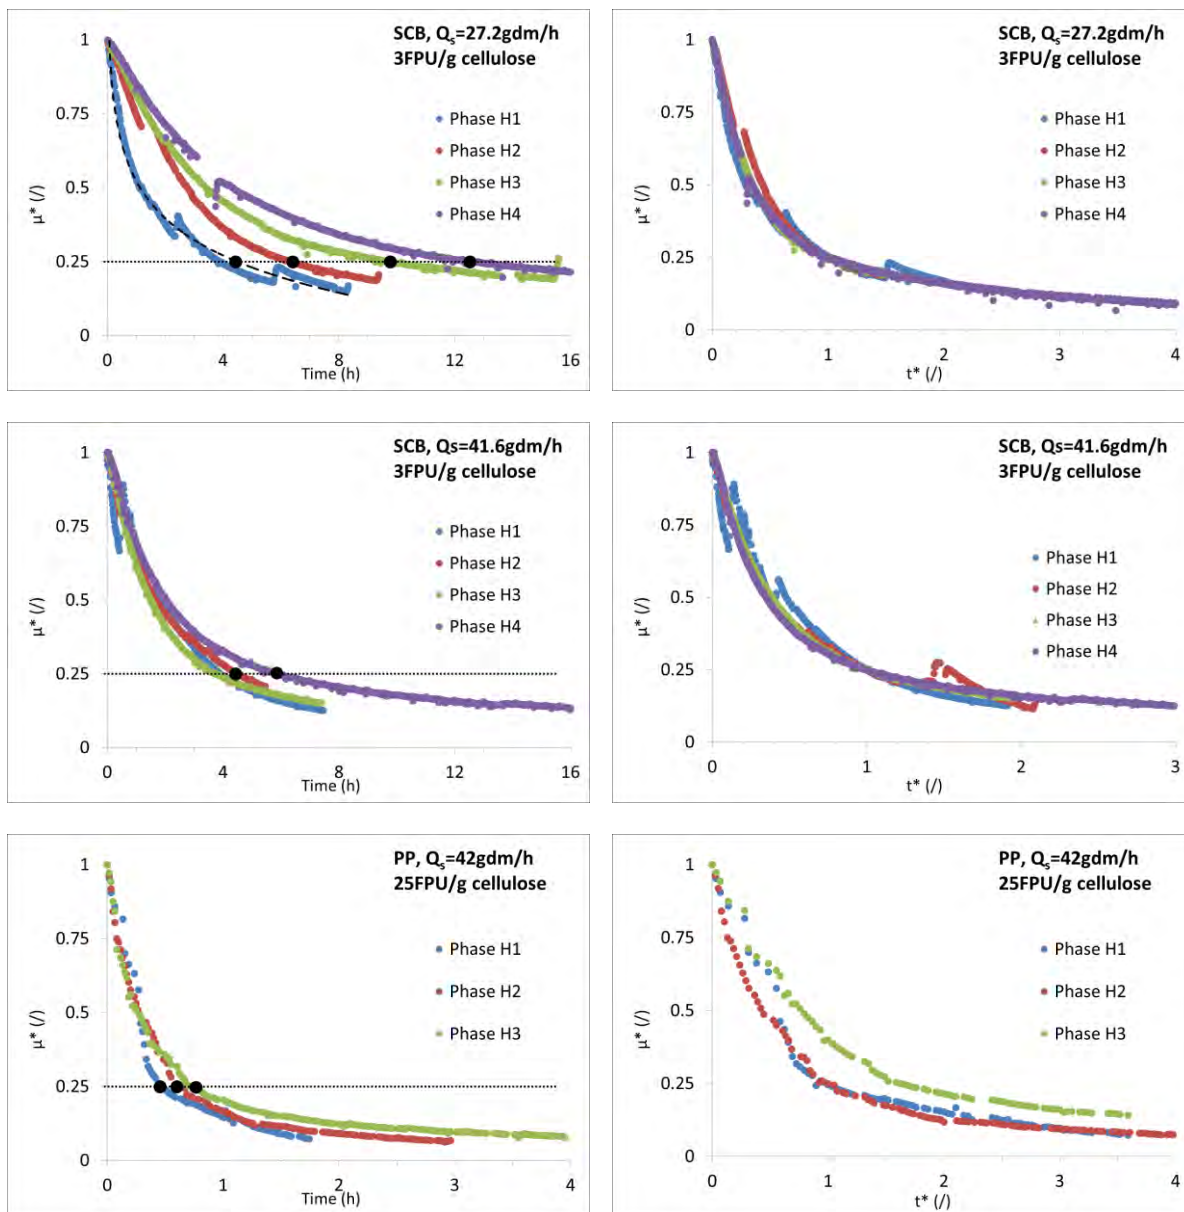 SCB, Qs=27.2gdm/h
3FPU/g cellulose
1
0.75
0.5
0.25
0
μ* (/)
Phase H1
Phase H2
Phase H3
Phase H4
0 4 8 12 16
Time (h)
SCB, Qs=27.2gdm/h
3FPU/g cellulose
1
0.75
0.5
0.25
0
μ* (/)
Phase H1
Phase H2
Phase H3
Phase H4
0 1 2 3 4
t* (/)
SCB, Qs=41.6gdm/h
3FPU/g cellulose
1
0.75
0.5
0.25
0
μ* (/)
Phase H1
Phase H2
Phase H3
Phase H4
0 4 8 12 16
Time (h)
SCB, Qs=41.6gdm/h
3FPU/g cellulose
1
0.75
0.5
0.25
0
μ* (/)
Phase H1
Phase H2
Phase H3
Phase H4
0 1 2 3
t* (/)
PP, Qs=42gdm/h
25FPU/g cellulose
1
0.75
0.5
0.25
0
μ* (/)
Phase H1
Phase H2
Phase H3
0 1 2 3 4
Time (h)
PP, Qs=42gdm/h
25FPU/g cellulose
1
0.75
0.5
0.25
0
μ* (/)
Phase H1
Phase H2
Phase H3
0 1 2 3 4
t* (/)